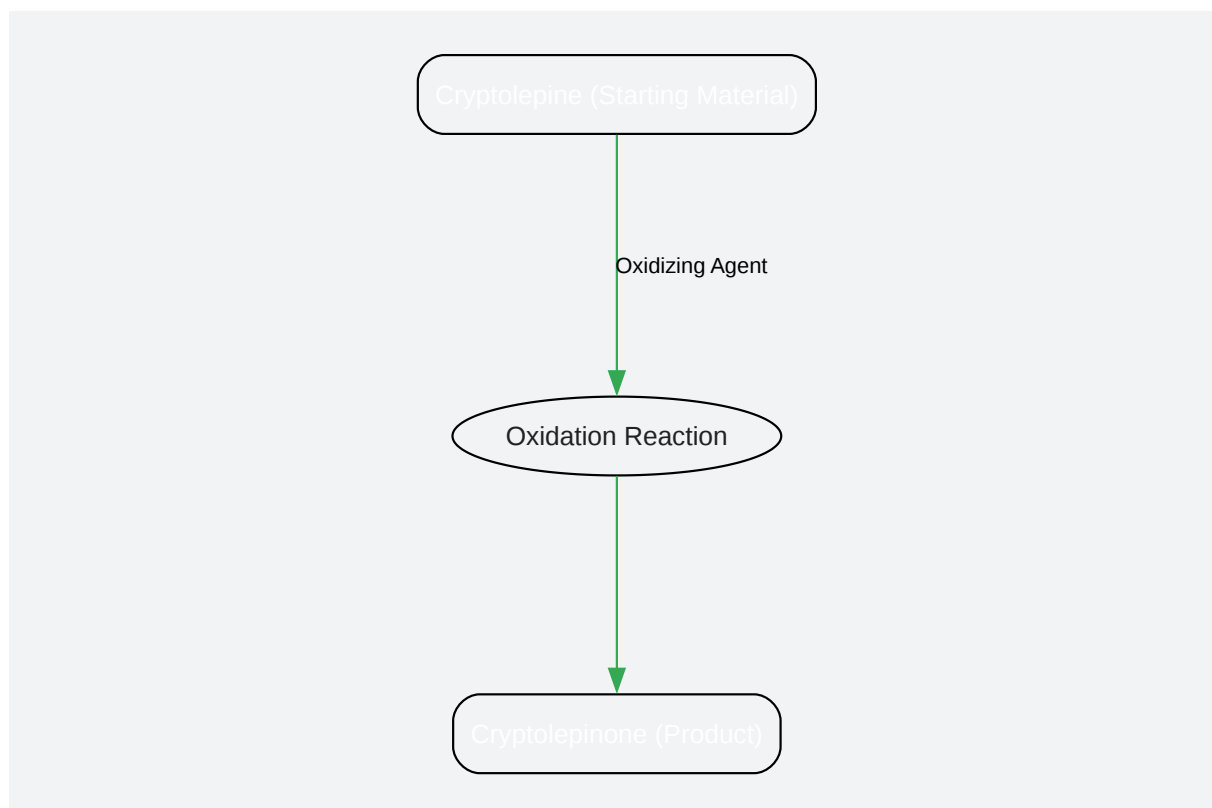 Cryptolepine (Starting Material)
Oxidizing Agent
Oxidation Reaction
Cryptolepinone (Product)